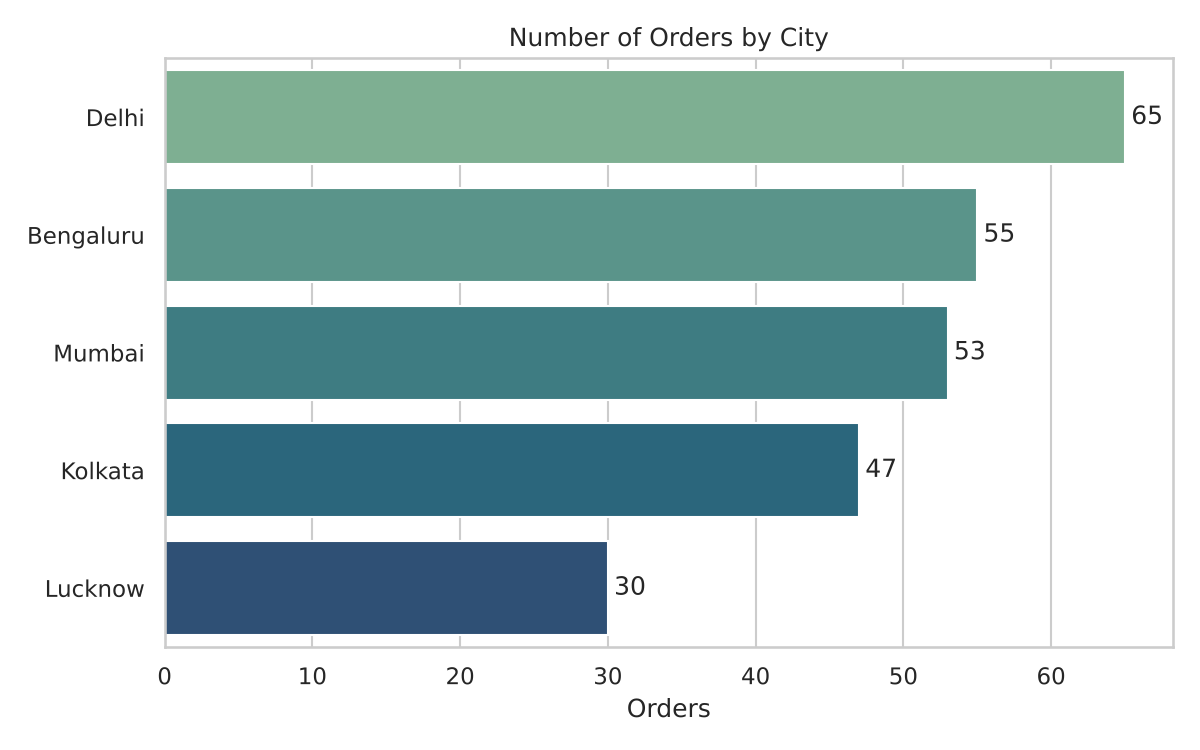 Number of Orders by City
Delhi
65
Bengaluru
55
Mumbai
53
Kolkata
47
Lucknow
30
0 10 20 30 40 50 60
Orders